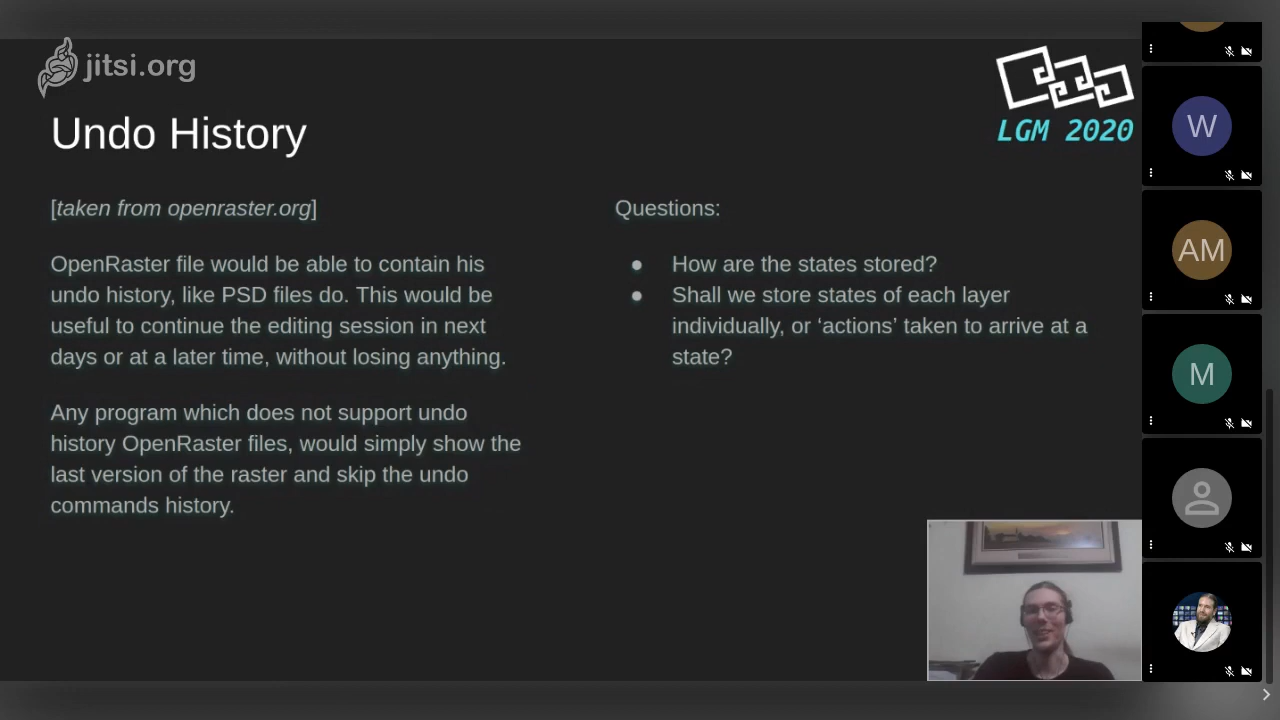 jitsi.org
LGM 2020
Undo History
[taken from openraster.org]
OpenRaster file would be able to contain his
undo history, like PSD files do. This would be
useful to continue the editing session in next
days or at a later time, without losing anything.
Any program which does not support undo
history OpenRaster files, would simply show the
last version of the raster and skip the undo
commands history.
Questions:
● How are the states stored?
● Shall we store states of each layer
individually, or ‘actions’ taken to arrive at a
state?
W
AM
M